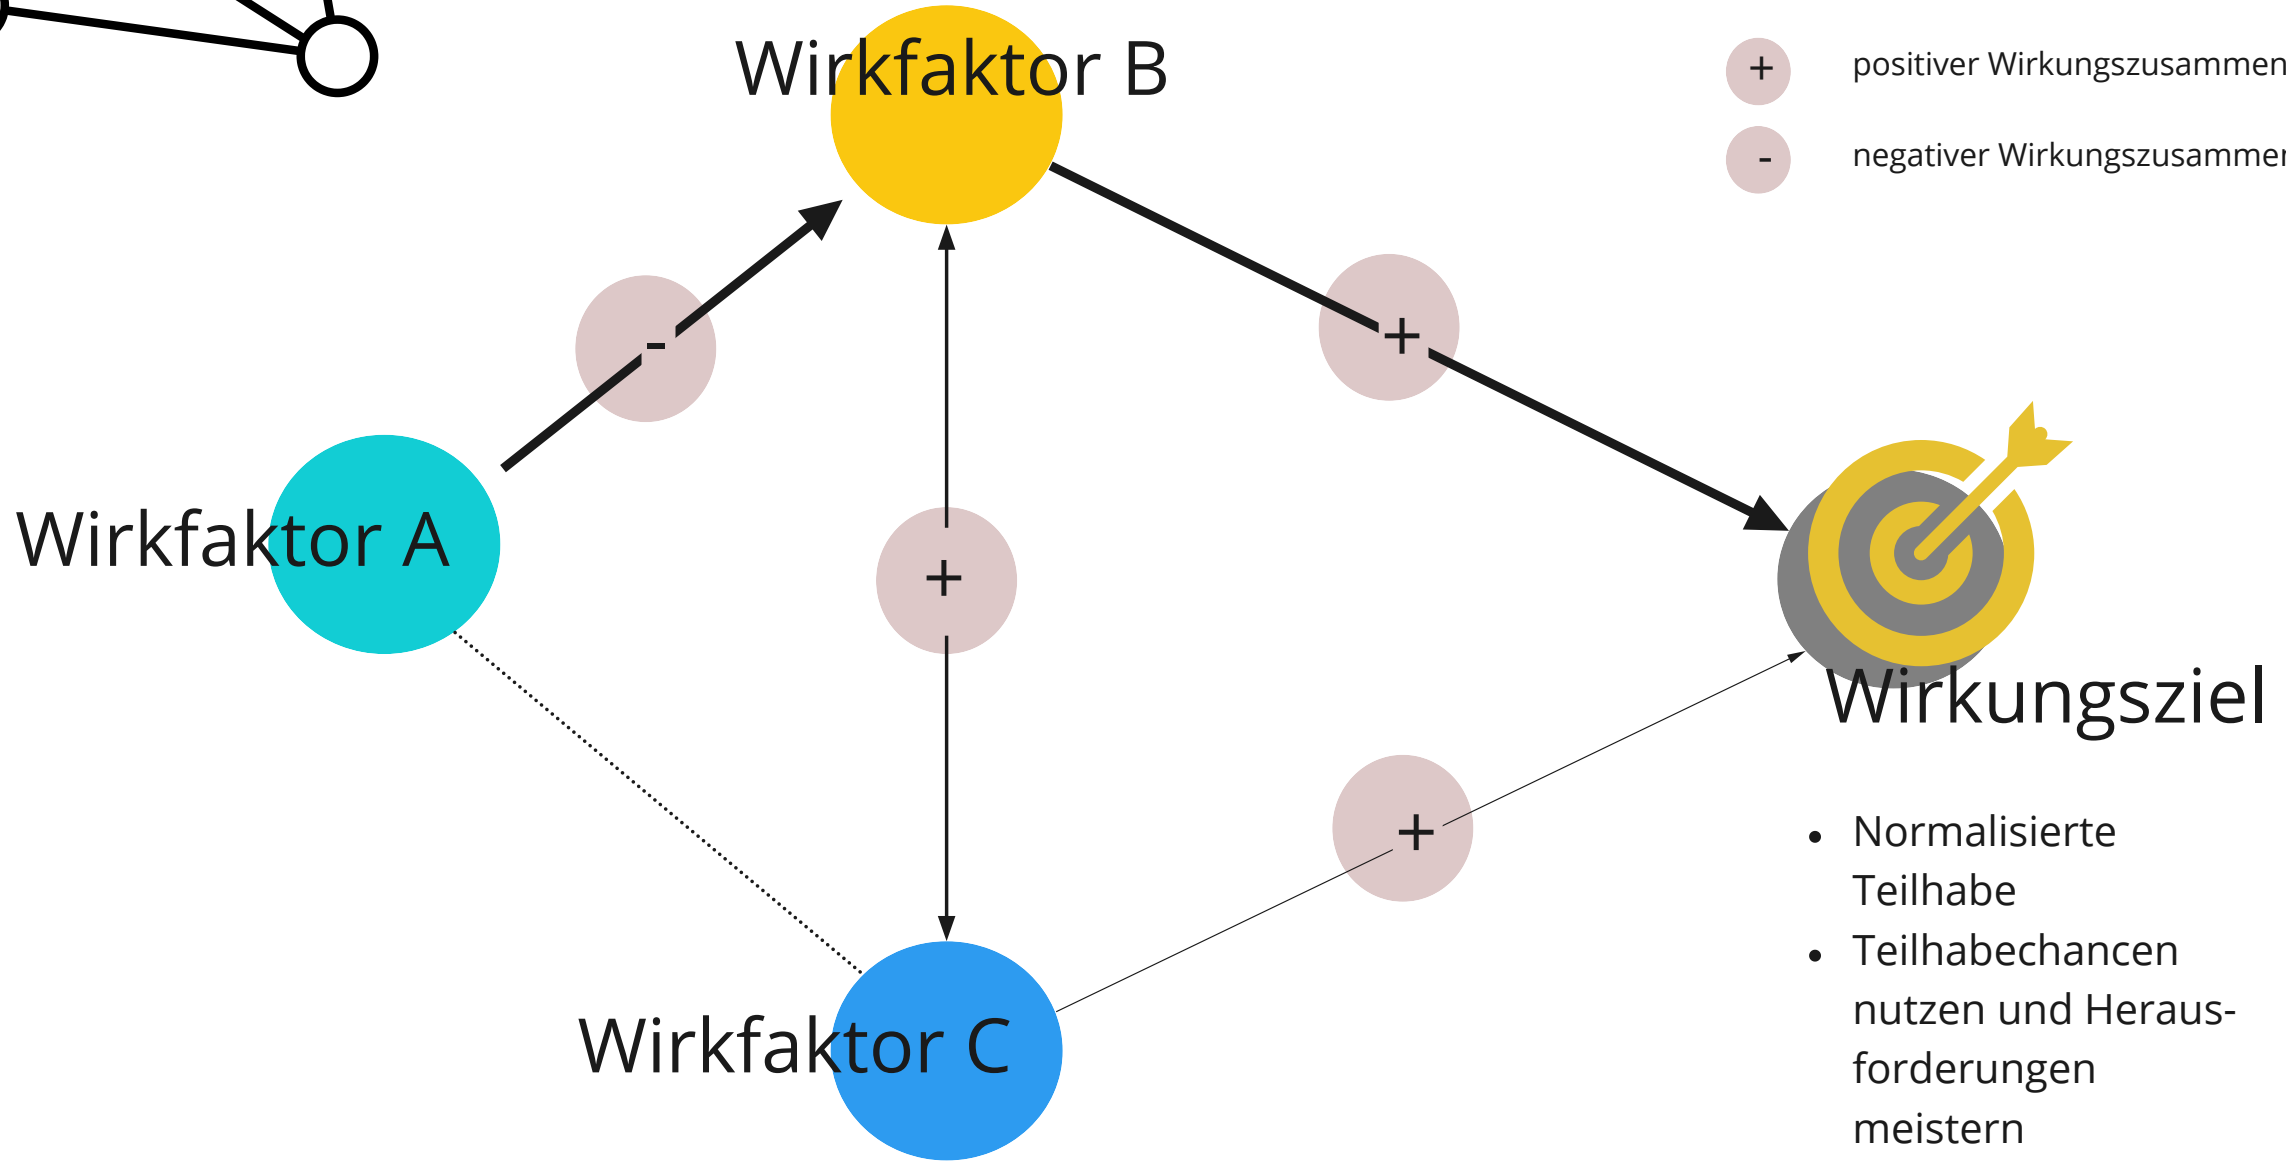 Wirkfaktor B
+ positiver Wirkungszusammen
- negativer Wirkungszusammen
-
+
+
Wirkfaktor A
+
Wirkungsziel
Wirkfaktor C
• Normalisierte
Teilhabe
• Teilhabechancen
nutzen und Heraus-
forderungen
meistern